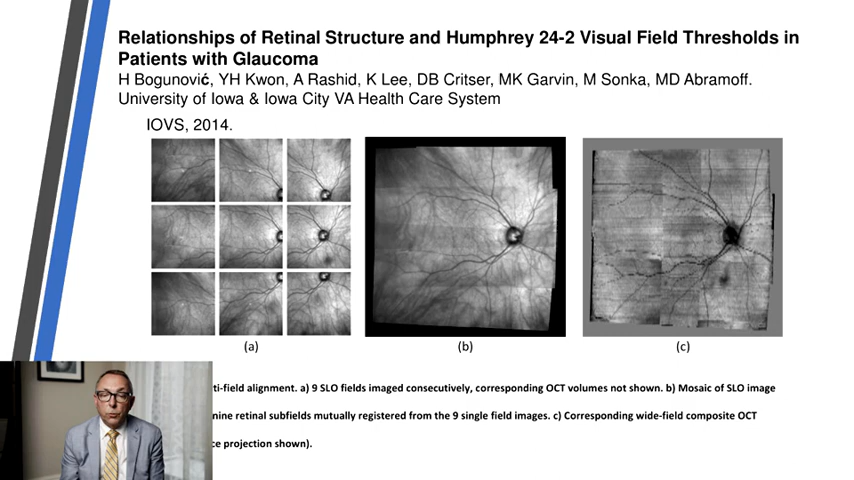 Relationships of Retinal Structure and Humphrey 24-2 Visual Field Thresholds in
Patients with Glaucoma
H Bogunović, YH Kwon, A Rashid, K Lee, DB Critser, MK Garvin, M Sonka, MD Abramoff.
University of Iowa & Iowa City VA Health Care System
IOVS, 2014.
(a)
(b)
(c)
ti-field alignment. a) 9 SLO fields imaged consecutively, corresponding OCT volumes not shown. b) Mosaic of SLO image
nine retinal subfields mutually registered from the 9 single field images. c) Corresponding wide-field composite OCT
ce projection shown).